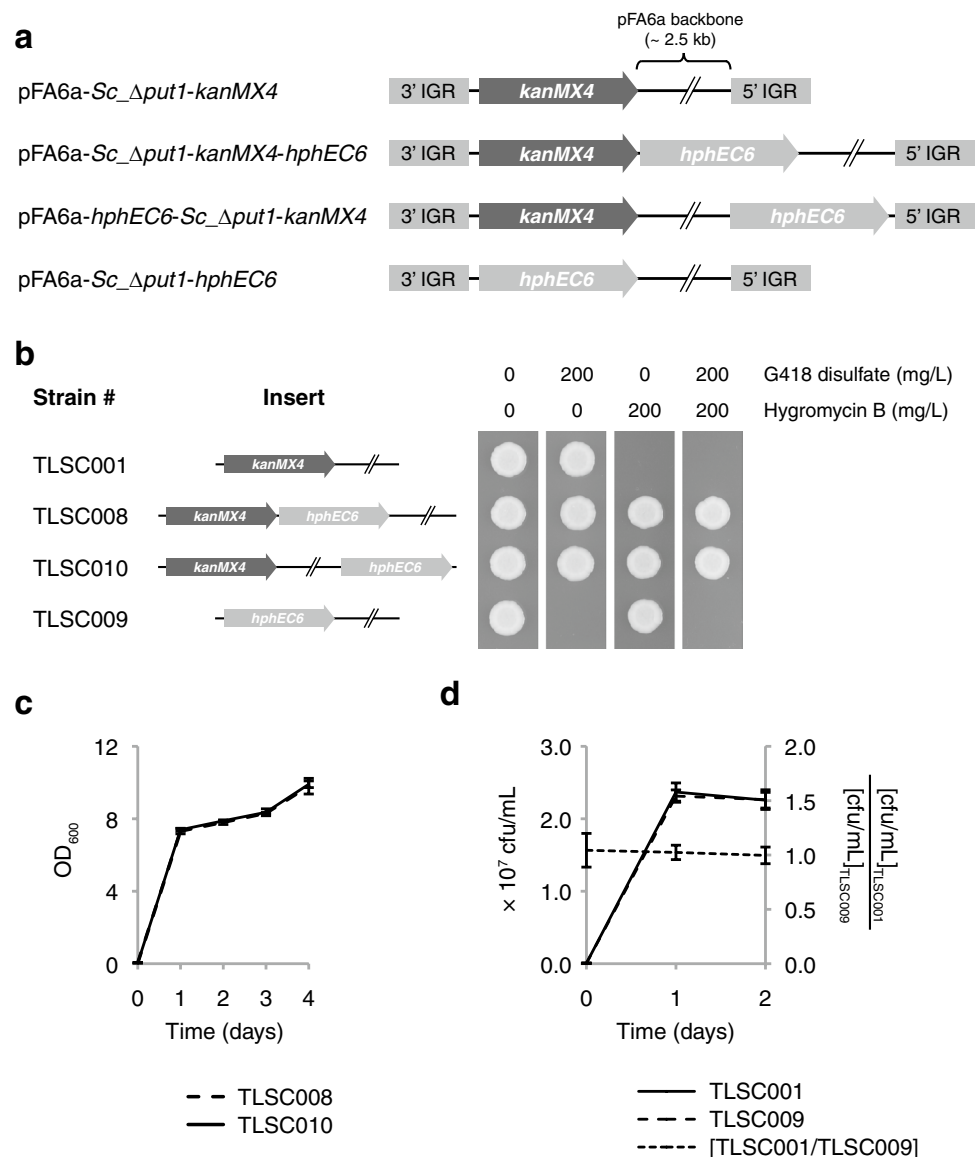 a
pFA6a backbone
(~ 2.5 kb)
pFA6a-Sc_Δput1-kanMX4
3' IGR kanMX4 5' IGR
pFA6a-Sc_Δput1-kanMX4-hphEC6
3' IGR kanMX4 hphEC6 5' IGR
pFA6a-hphEC6-Sc_Δput1-kanMX4
3' IGR kanMX4 hphEC6 5' IGR
pFA6a-Sc_Δput1-hphEC6
3' IGR hphEC6 5' IGR
b
0 200 0 200 G418 disulfate (mg/L)
Strain # Insert
0 0 200 200 Hygromycin B (mg/L)
TLSC001 kanMX4
TLSC008 kanMX4 hphEC6
TLSC010 kanMX4 hphEC6
TLSC009 hphEC6
c
12
8
4
0
OD600
0 1 2 3 4
Time (days)
TLSC008
TLSC010
d
3.0
2.0
1.0
0.0
× 10⁷ cfu/mL
2.0
1.5
1.0
0.5
0.0
[cfu/mL]TLSC001
[cfu/mL]TLSC009
0 1 2
Time (days)
TLSC001
TLSC009
[TLSC001/TLSC009]